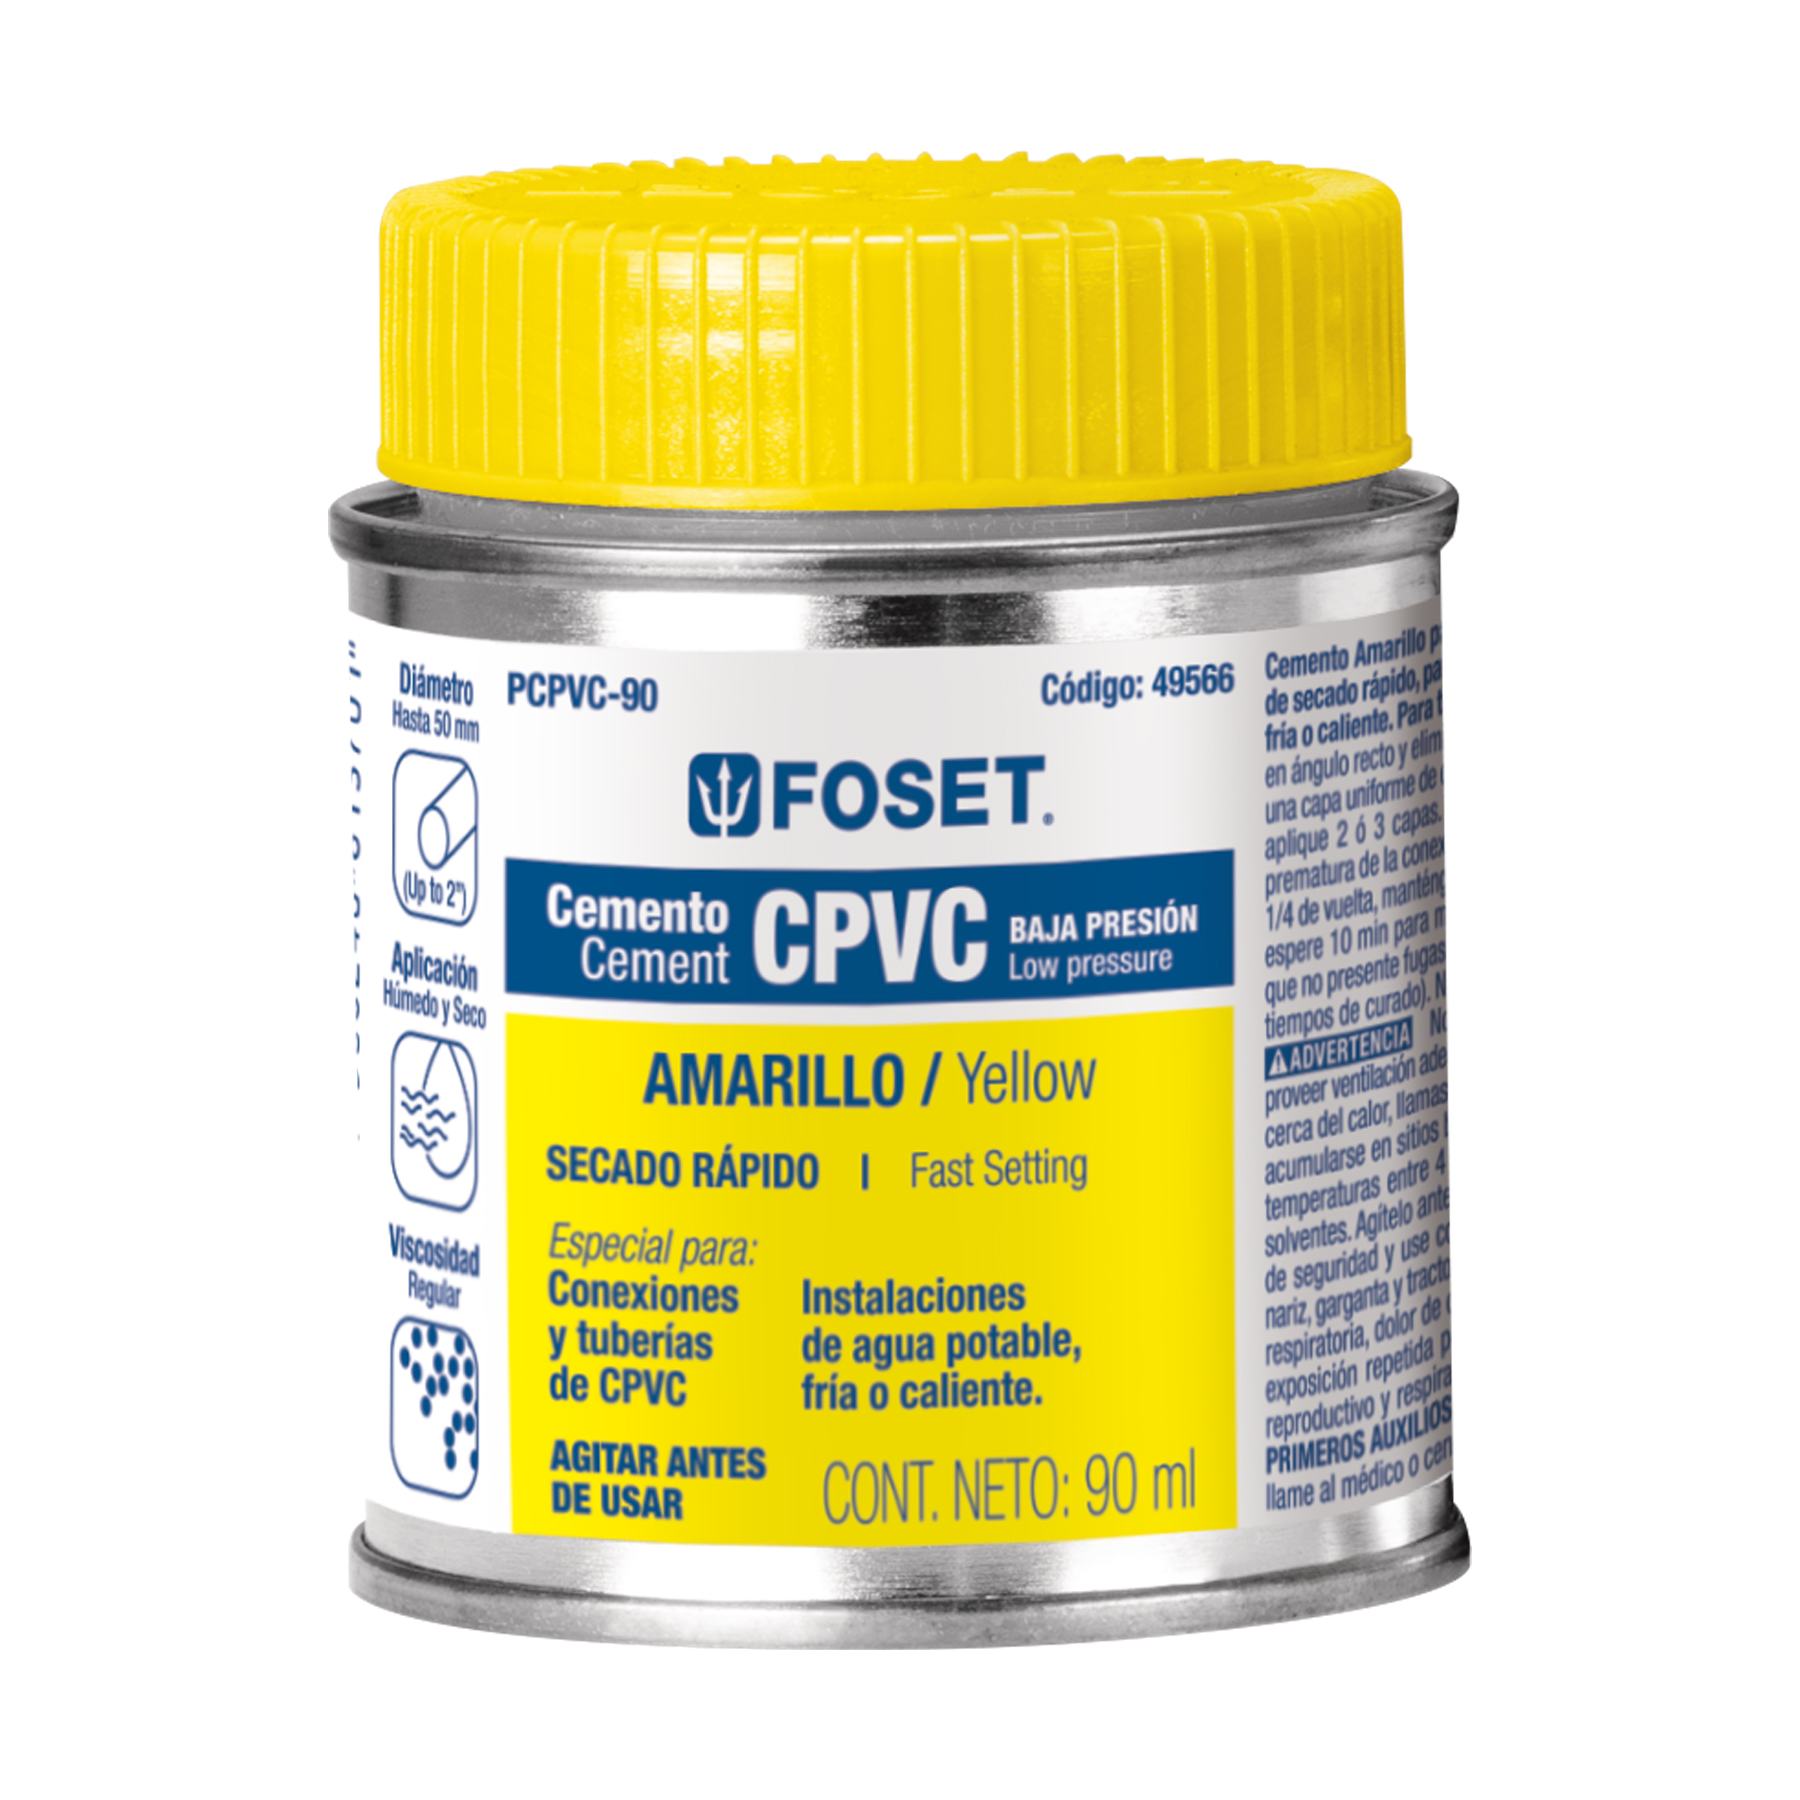 Diámetro
Hasta 50 mm
(Up to 2")
Aplicación
Húmedo y Seco
Viscosidad
Regular
PCPVC-90
Código: 49566
FOSET®
Cemento
Cement
CPVC
BAJA PRESIÓN
Low pressure
AMARILLO / Yellow
SECADO RÁPIDO | Fast Setting
Especial para:
Conexiones
y tuberías
de CPVC
Instalaciones
de agua potable,
fría o caliente.
AGITAR ANTES
DE USAR
CONT. NETO: 90 ml
Cemento Amarillo
de secado rápido,
fría o caliente. Para
en ángulo recto y
una capa uniforme de
aplique 2 ó 3 capas.
prematura de la
1/4 de vuelta,
espere 10 min para
que no presente fugas
tiempos de curado).
ADVERTENCIA
proveer ventilación
cerca del calor,
acumularse en sitios
temperaturas entre 4
solventes. Agítelo
de seguridad y use
nariz, garganta y
respiratoria, dolor de
exposición repetida
reproductivo y
PRIMEROS AUXILIOS
llame al médico o